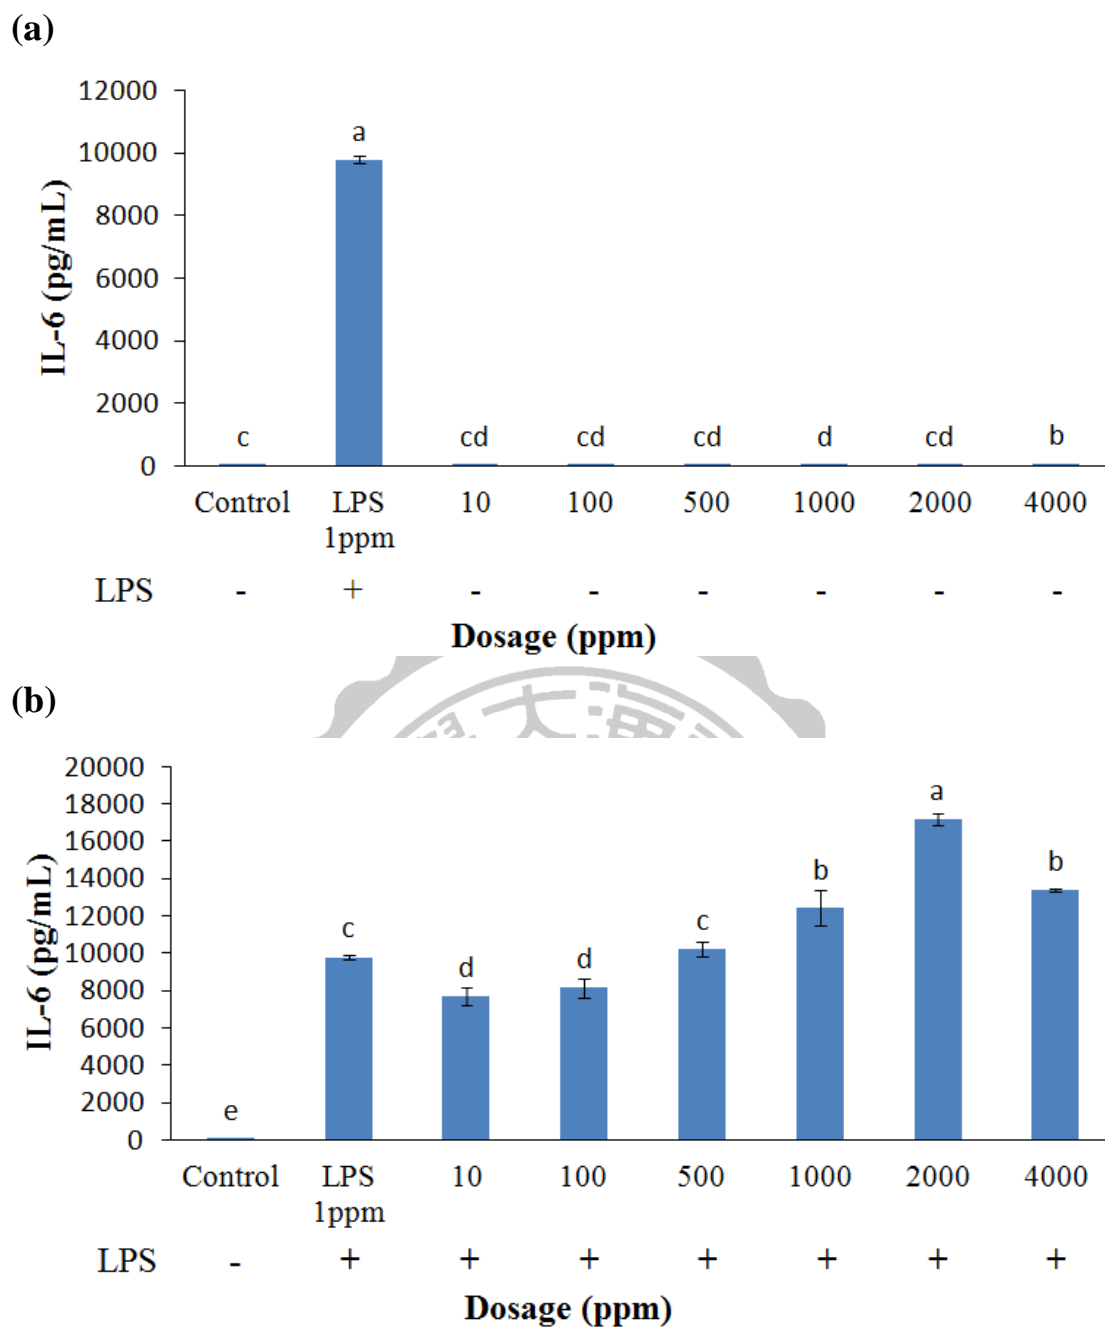 (a)
12000
10000
8000
6000
4000
2000
0
IL-6 (pg/mL)
c a cd cd cd d cd b
Control LPS 10 100 500 1000 2000 4000
1ppm
LPS - + - - - - - -
Dosage (ppm)
大海
(b)
20000
18000
16000
14000
12000
10000
8000
6000
4000
2000
0
IL-6 (pg/mL)
e c d d c b a b
Control LPS 10 100 500 1000 2000 4000
1ppm
LPS - + + + + + + +
Dosage (ppm)